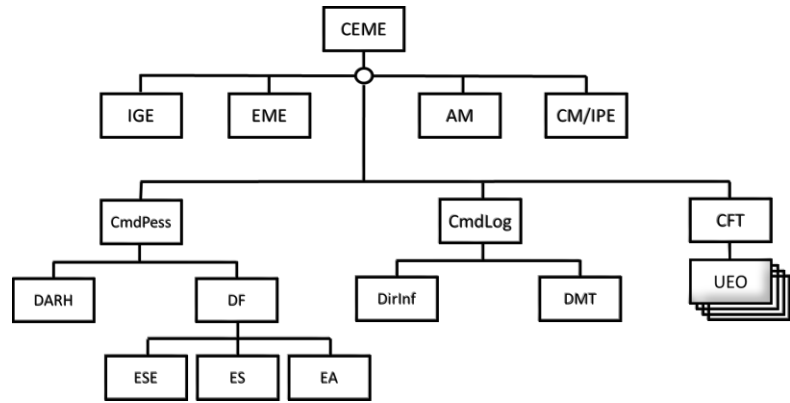 CEME
IGE
EME
AM
CM/IPE
CmdPess
CmdLog
CFT
DARH
DF
DirInf
DMT
UEO
ESE
ES
EA